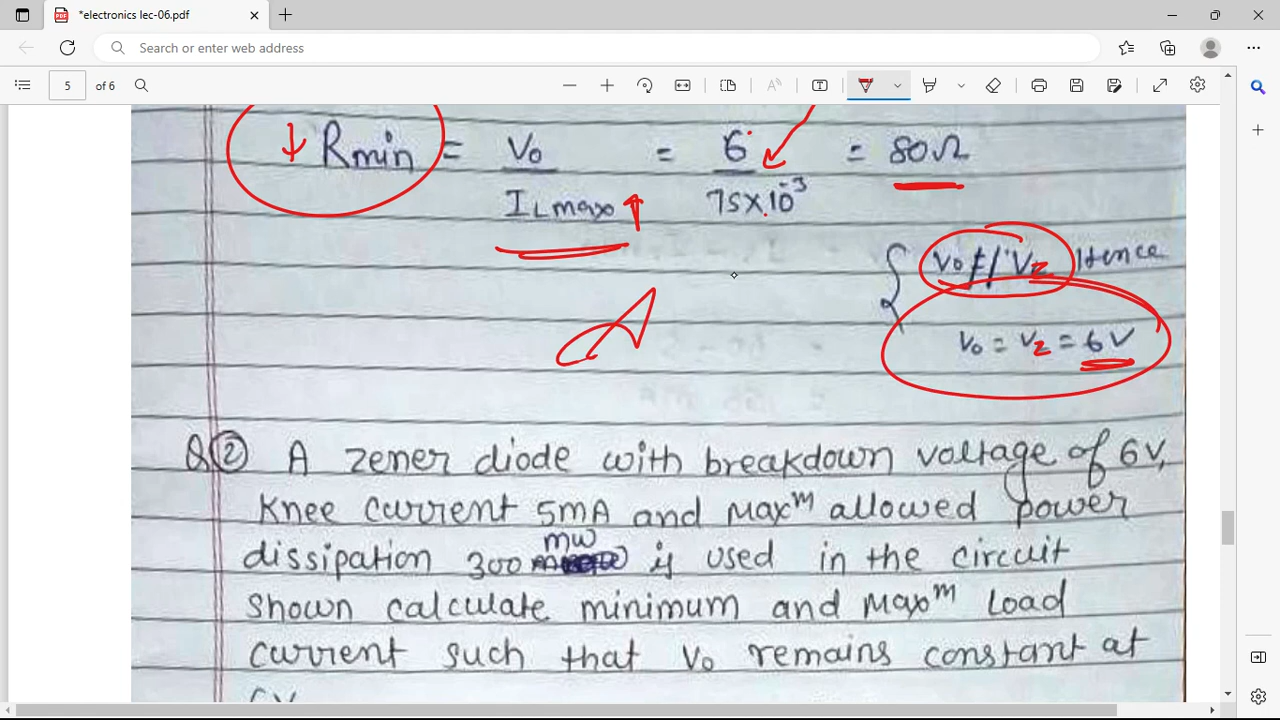 *electronics lec-06.pdf
Search or enter web address
5 of 6
↓ Rmin = Vo / ILmax ↑ = 6 / 75×10⁻³ = 80Ω
Hence
Vo = Vz = 6V
Q② A zener diode with breakdown voltage of 6V,
Knee current 5mA and Maxᵐ allowed power
mW
dissipation 300 is used in the circuit
shown calculate minimum and Maxᵐ Load
current such that Vo remains constant at